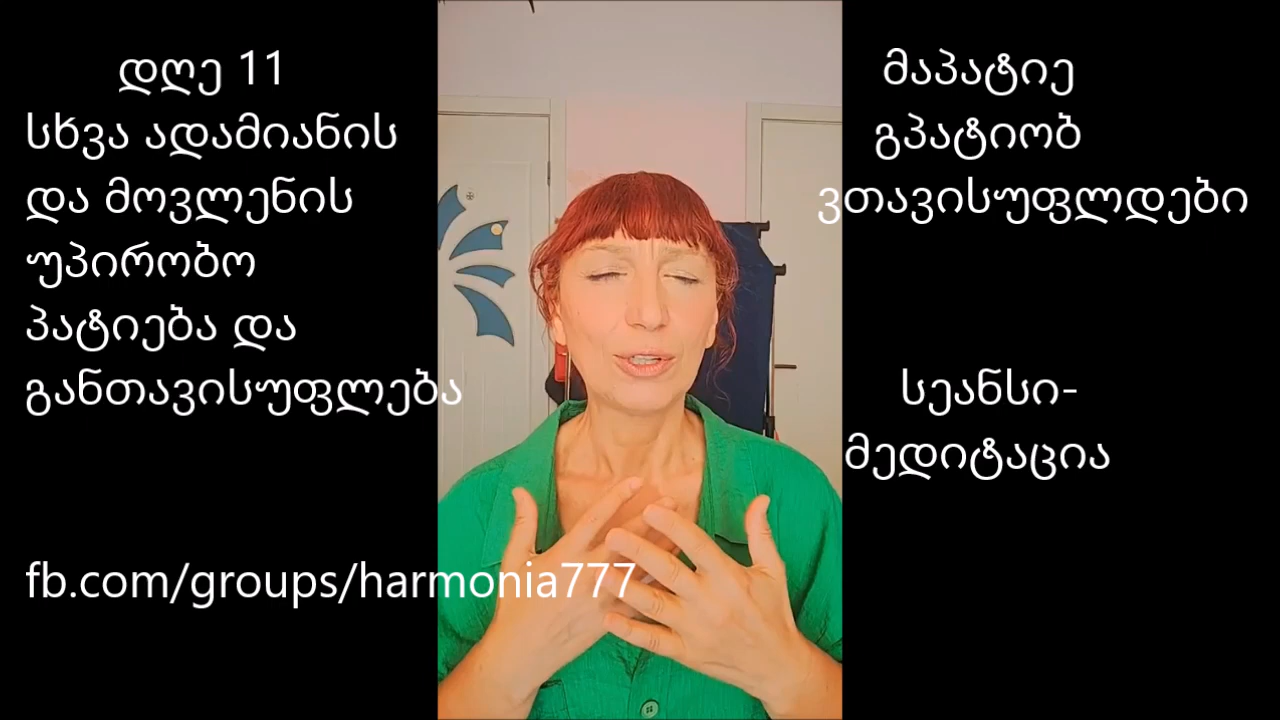 დღე 11
სხვა ადამიანის
და მოვლენის
უპირობო
პატიება და
განთავისუფლება
fb.com/groups/harmonia777
მაპატიე
გპატიობ
ვთავისუფლდები
სეანსი-
მედიტაცია